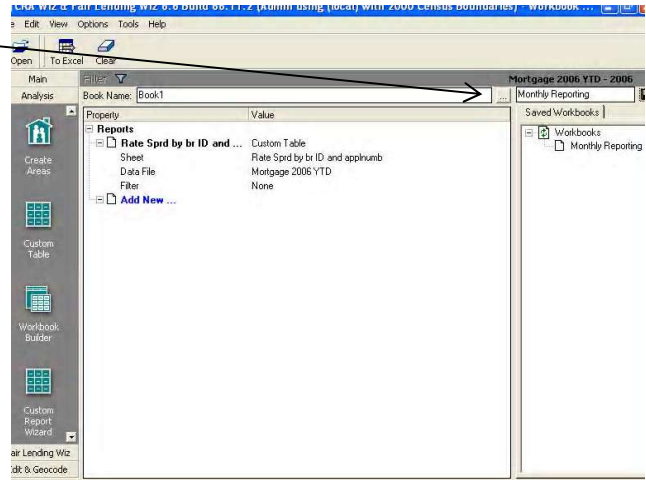 CRA Wiz & Fair Lending Wiz 6.6 Build 66.11.2 (Admin using (local) with 2000 Census Boundaries) - Workbook ...
e Edit View Options Tools Help
Open To Excel Clear
Main Filter Mortgage 2006 YTD - 2006
Analysis Book Name: Book1 ... Monthly Reporting
Property Value Saved Workbooks
Reports Workbooks
Rate Sprd by br ID and ... Custom Table Monthly Reporting
Sheet Rate Sprd by br ID and applnumb
Data File Mortgage 2006 YTD
Filter None
Add New ...
Create Areas
Custom Table
Workbook Builder
Custom Report Wizard
air Lending Wiz
Edit & Geocode